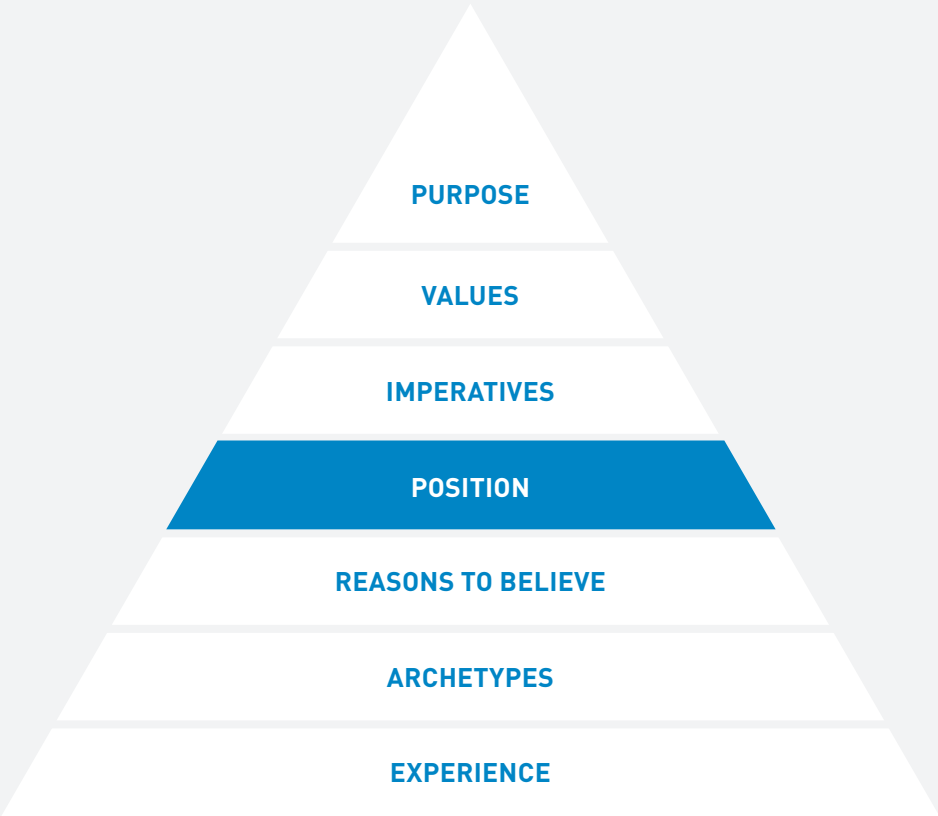 PURPOSE
VALUES
IMPERATIVES
POSITION
REASONS TO BELIEVE
ARCHETYPES
EXPERIENCE